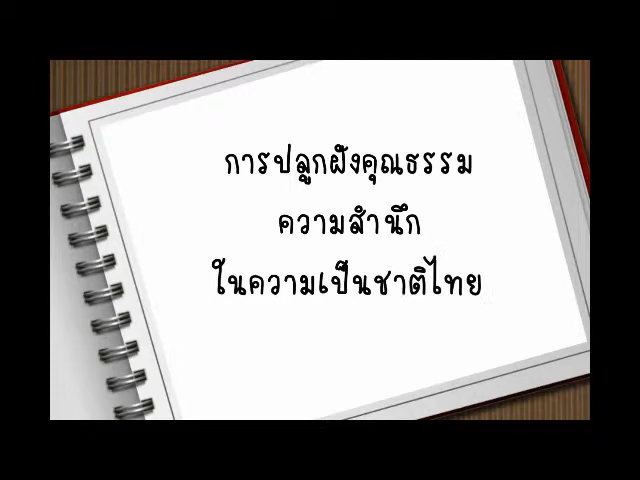 การปลูกฝังคุณธรรม
ความสำนึก
ในความเป็นชาติไทย